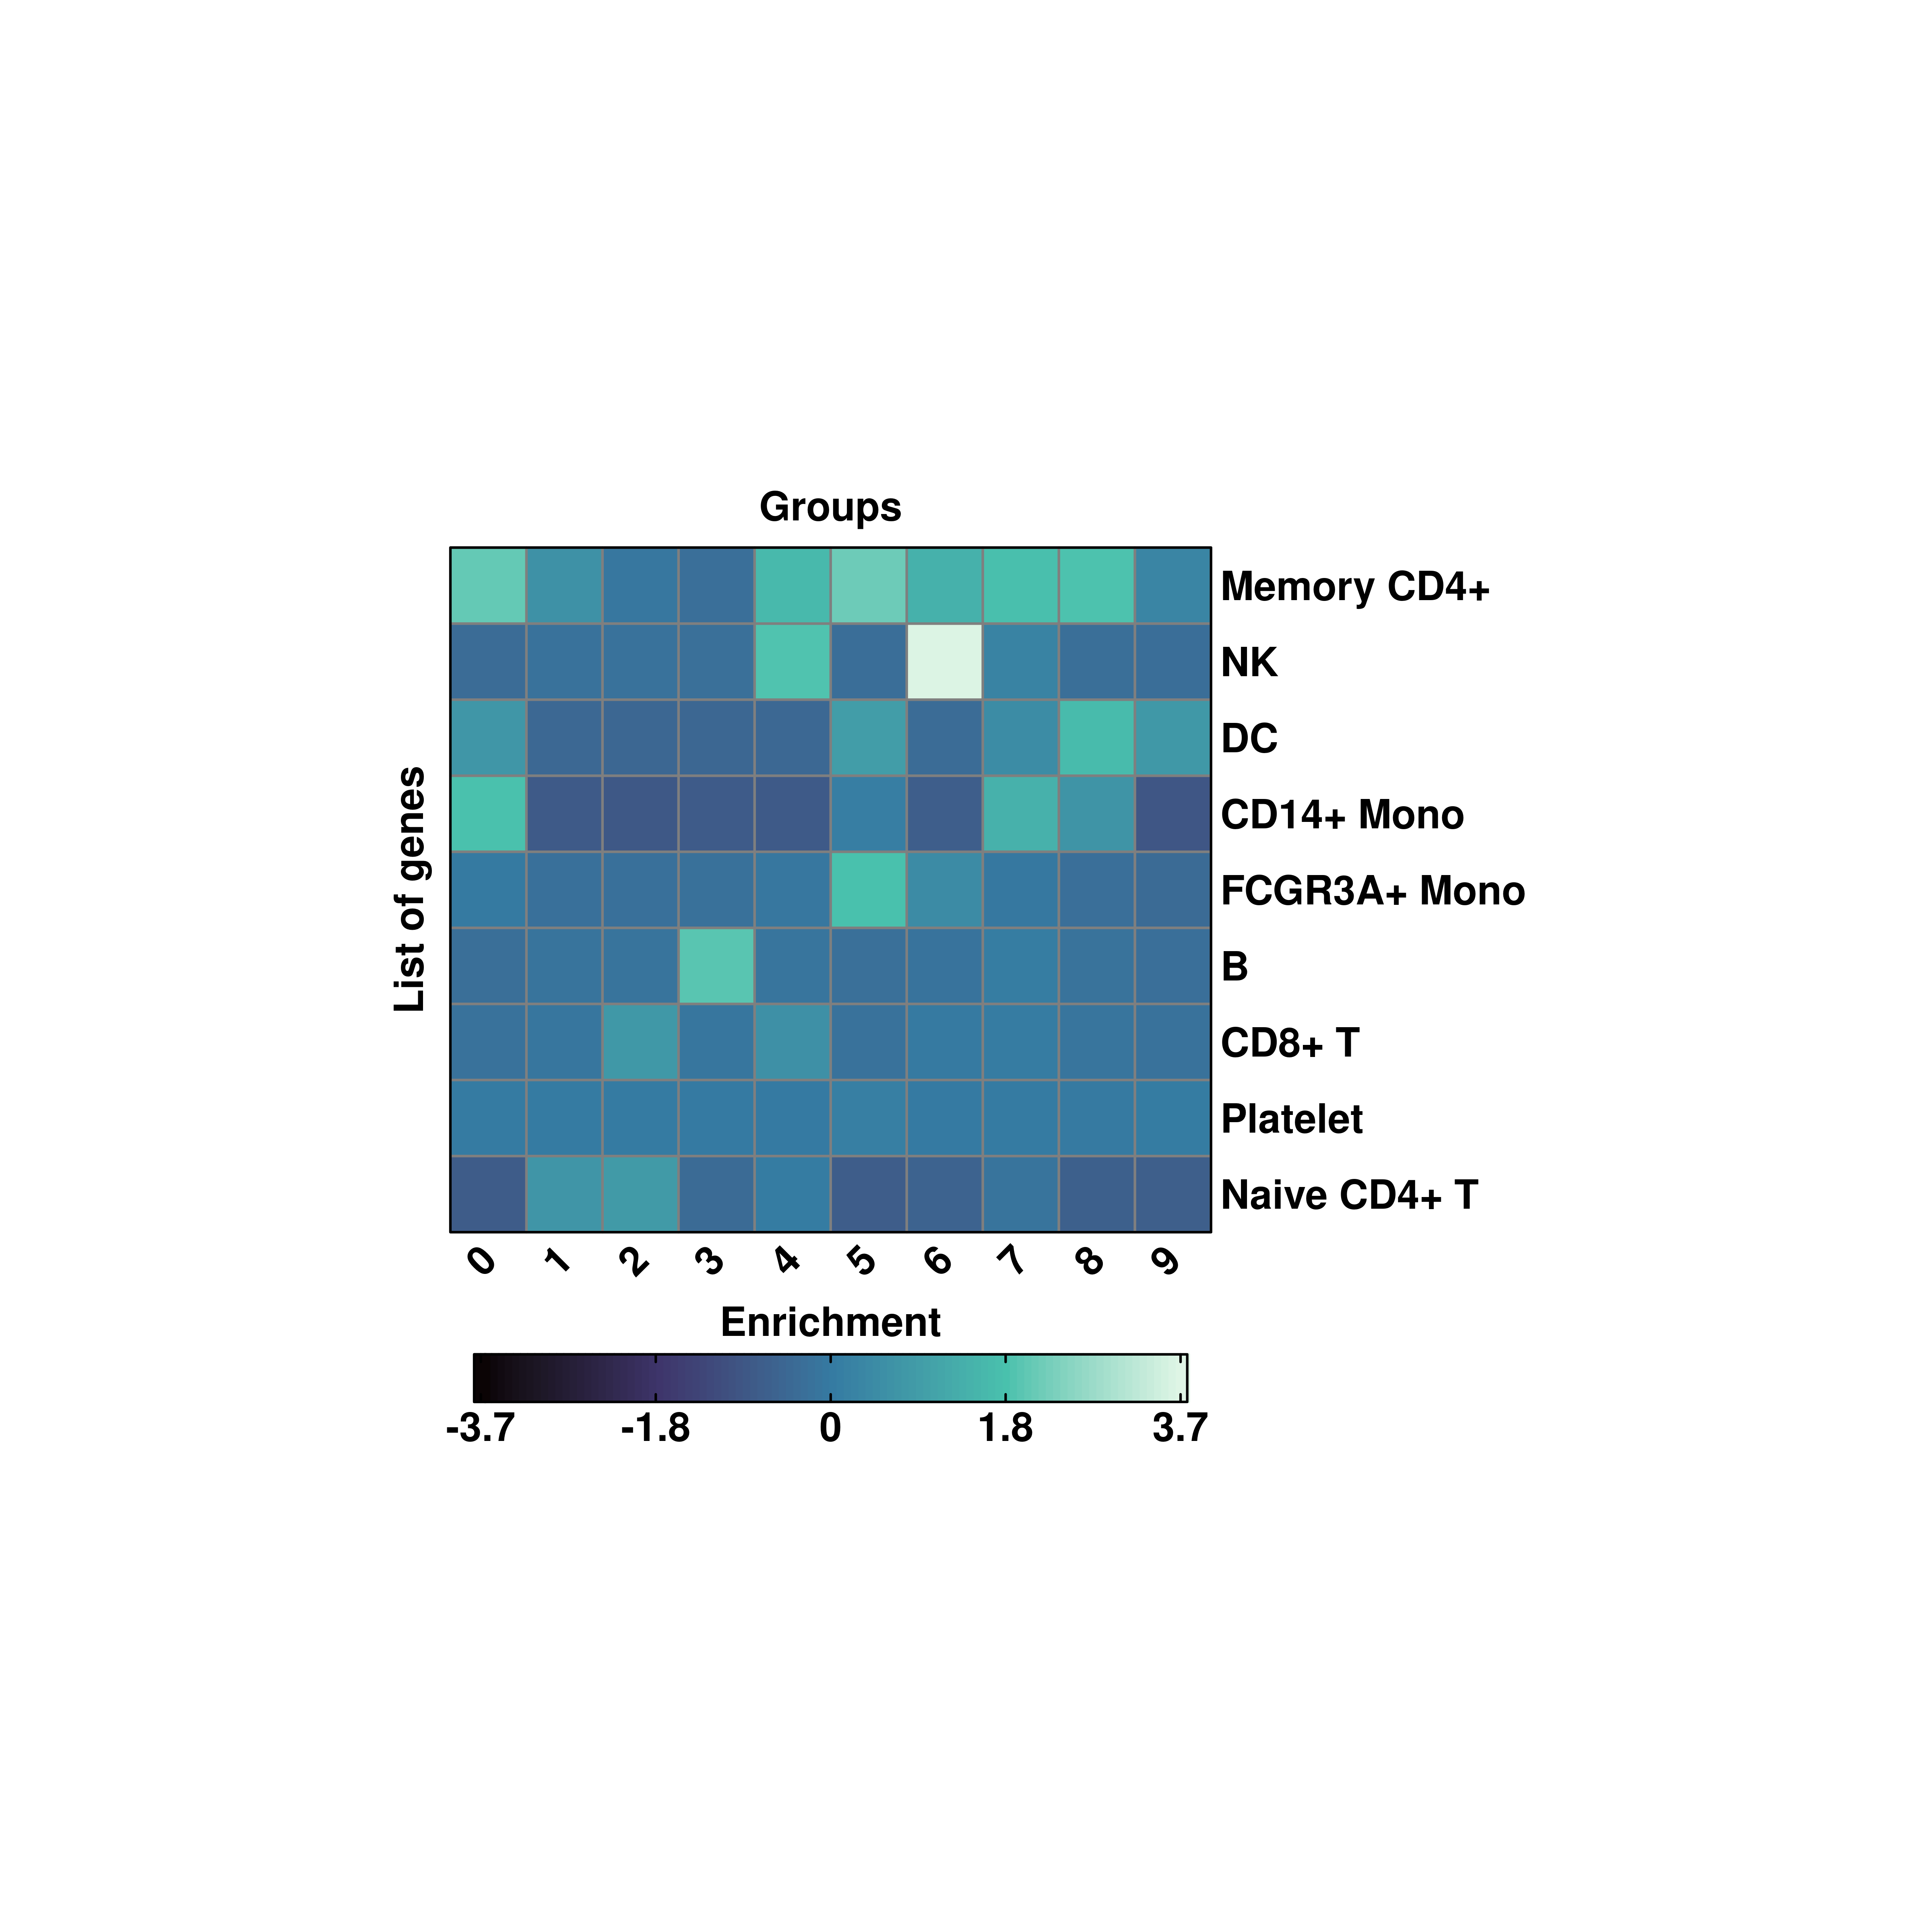 Groups
List of genes
Memory CD4+
NK
DC
CD14+ Mono
FCGR3A+ Mono
B
CD8+ T
Platelet
Naive CD4+ T
0 1 2 3 4 5 6 7 8 9
Enrichment
-3.7 -1.8 0 1.8 3.7